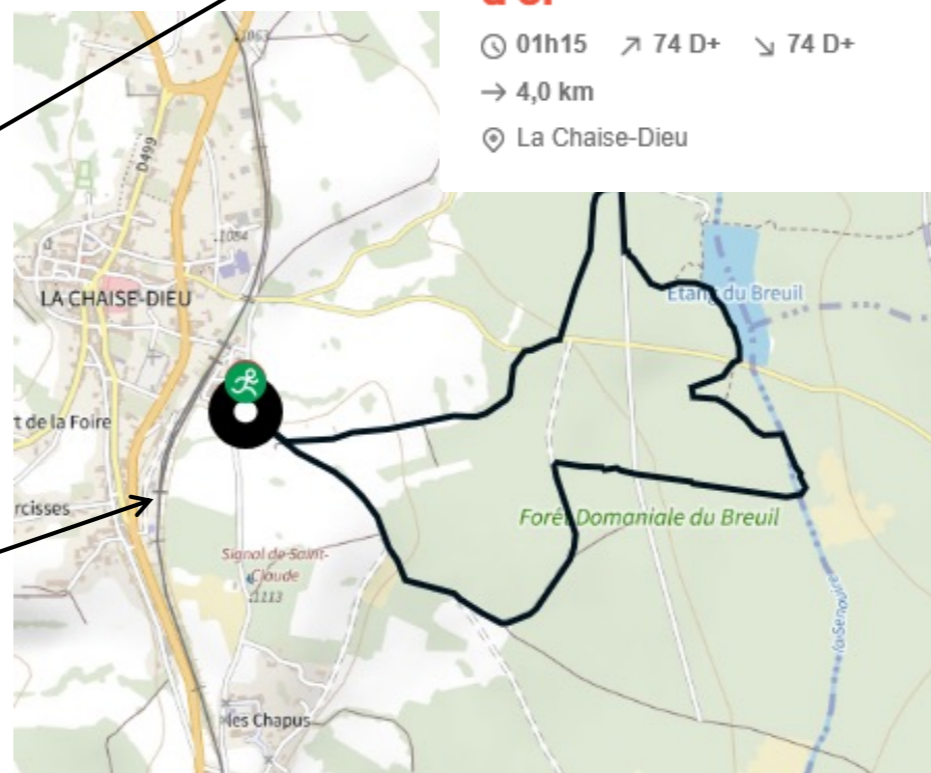 01h15 74 D+ 74 D+
4,0 km
La Chaise-Dieu
1063
D499
1084
LA CHAISE-DIEU
Etang du Breuil
t de la Foire
rcisses
Forêt Domaniale du Breuil
Signal de Saint-
Claude
1113
la Senouire
les Chapus